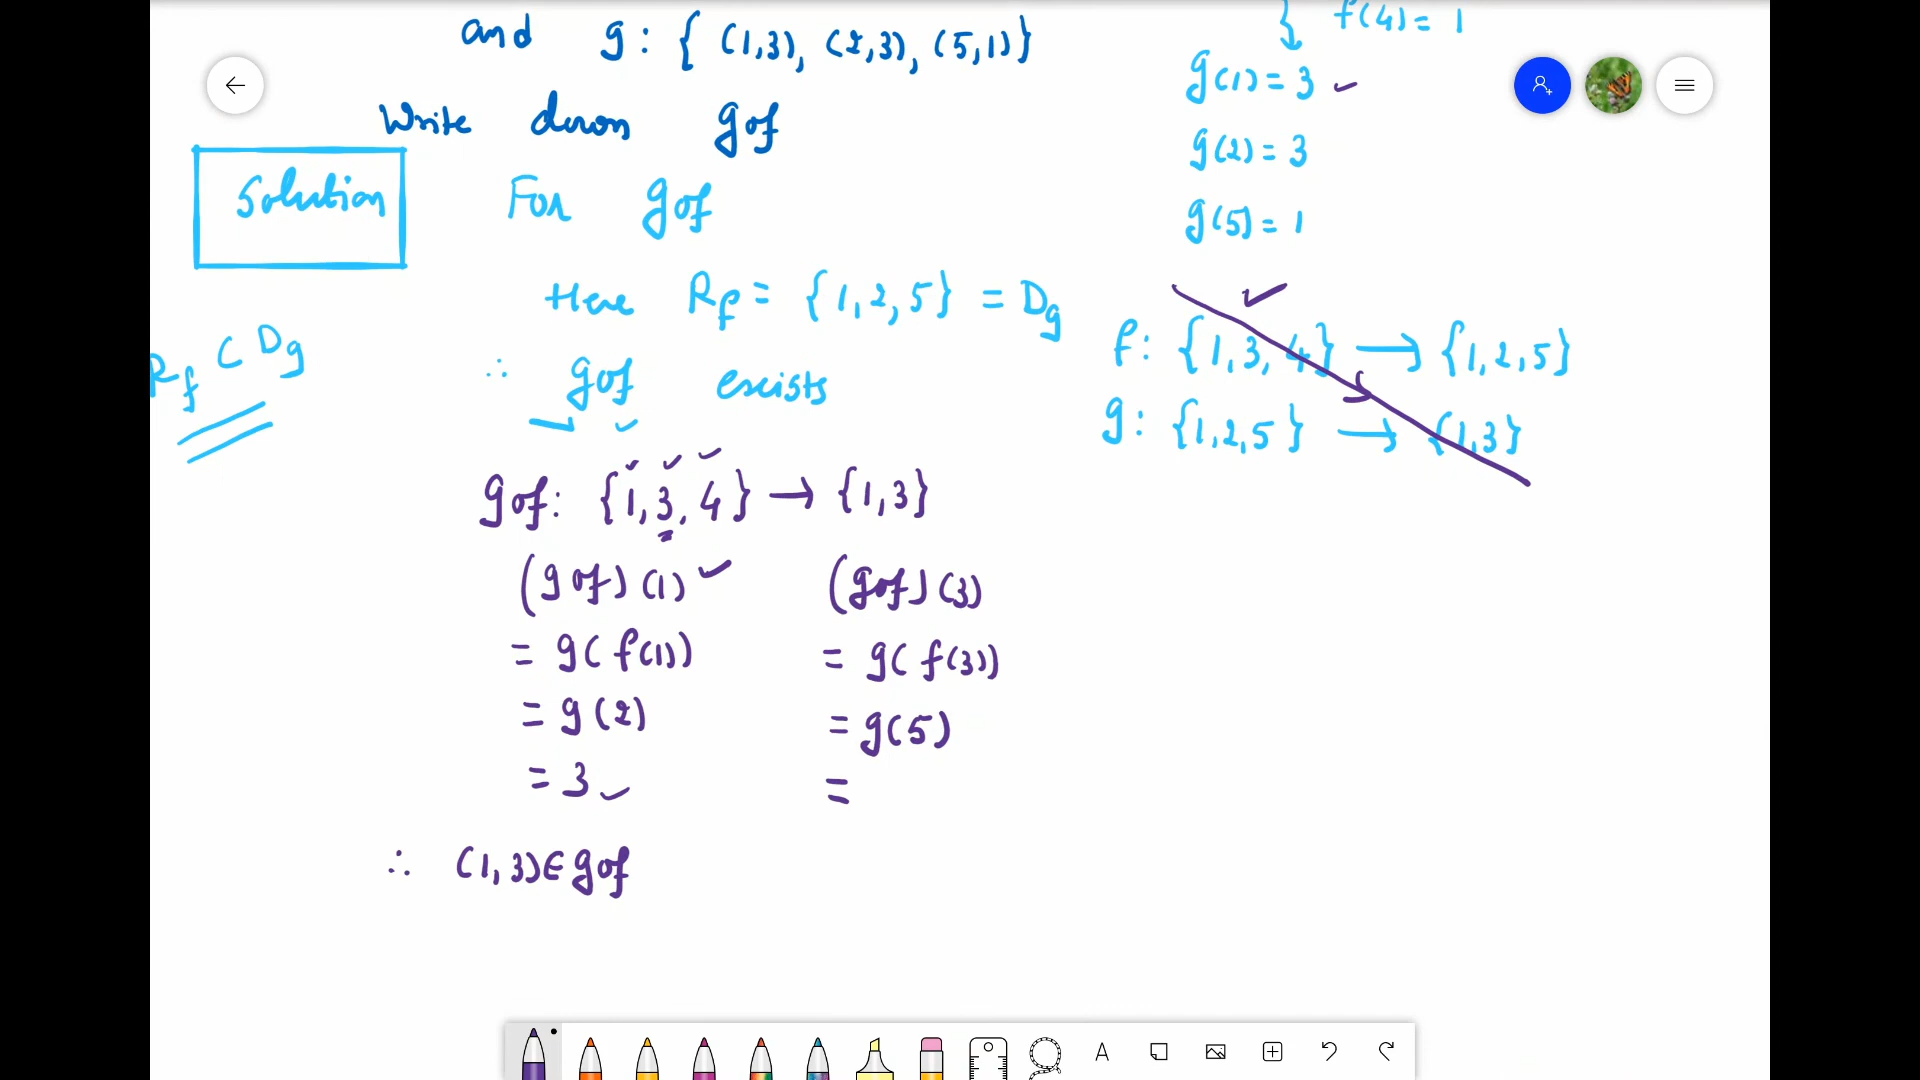 and g: { (1,3), (2,3), (5,1)}
Write down gof
Solution
For gof
Here Rf = {1,2,5} = Dg
Rf ⊂ Dg
∴ gof exists
gof: {1,3,4} → {1,3}
(gof)(1)
= g(f(1))
= g(2)
= 3
∴ (1,3)∈gof
(gof)(3)
= g(f(3))
= g(5)
=
f(4)= 1
g(1)= 3
g(2)= 3
g(5)= 1
f: {1,3,4} → {1,2,5}
g: {1,2,5} → {1,3}
A